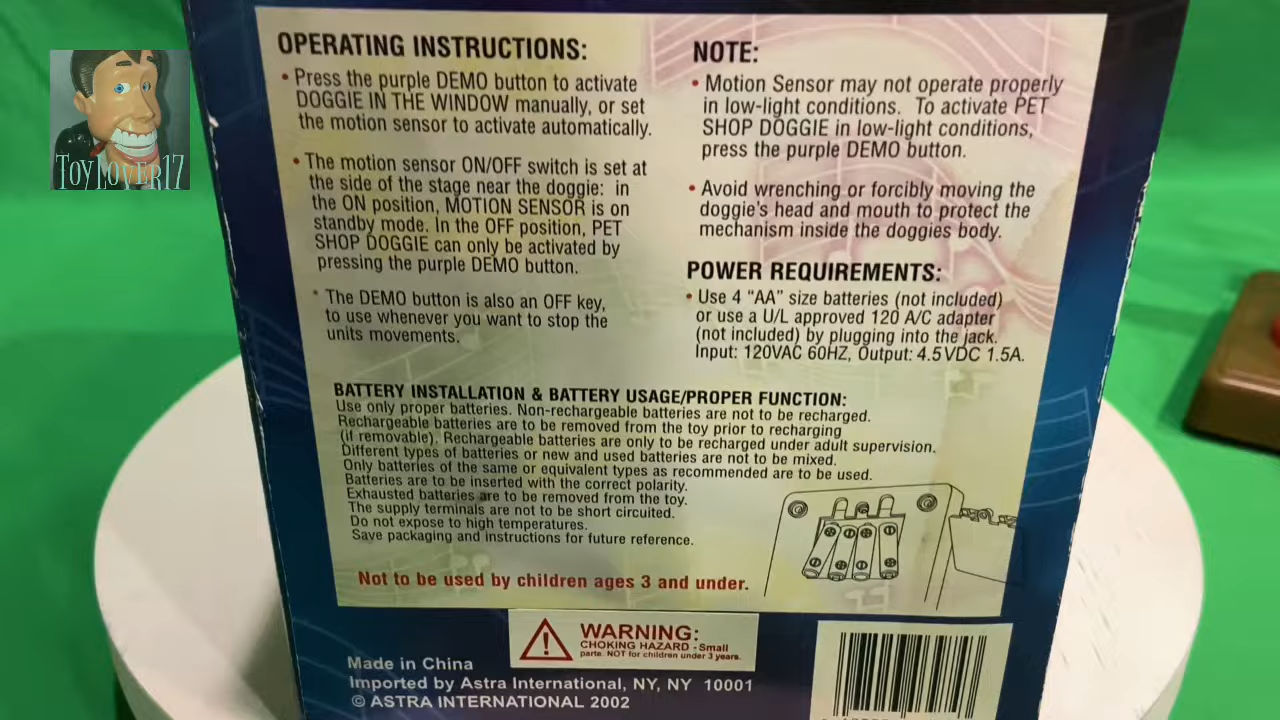 OPERATING INSTRUCTIONS:
• Press the purple DEMO button to activate
DOGGIE IN THE WINDOW manually, or set
the motion sensor to activate automatically.
• The motion sensor ON/OFF switch is set at
the side of the stage near the doggie: in
the ON position, MOTION SENSOR is on
standby mode. In the OFF position, PET
SHOP DOGGIE can only be activated by
pressing the purple DEMO button.
• The DEMO button is also an OFF key,
to use whenever you want to stop the
units movements.
NOTE:
• Motion Sensor may not operate properly
in low-light conditions. To activate PET
SHOP DOGGIE in low-light conditions,
press the purple DEMO button.
• Avoid wrenching or forcibly moving the
doggie's head and mouth to protect the
mechanism inside the doggies body.
POWER REQUIREMENTS:
• Use 4 "AA" size batteries (not included)
or use a U/L approved 120 A/C adapter
(not included) by plugging into the jack.
Input: 120VAC 60HZ, Output: 4.5VDC 1.5A.
BATTERY INSTALLATION & BATTERY USAGE/PROPER FUNCTION:
Use only proper batteries. Non-rechargeable batteries are not to be recharged.
Rechargeable batteries are to be removed from the toy prior to recharging
(if removable). Rechargeable batteries are only to be recharged under adult supervision.
Different types of batteries or new and used batteries are not to be mixed.
Only batteries of the same or equivalent types as recommended are to be used.
Batteries are to be inserted with the correct polarity.
Exhausted batteries are to be removed from the toy.
The supply terminals are not to be short circuited.
Do not expose to high temperatures.
Save packaging and instructions for future reference.
Not to be used by children ages 3 and under.
WARNING:
CHOKING HAZARD - Small
parts. NOT for children under 3 years.
Made in China
Imported by Astra International, NY, NY 10001
© ASTRA INTERNATIONAL 2002
ToyLover17